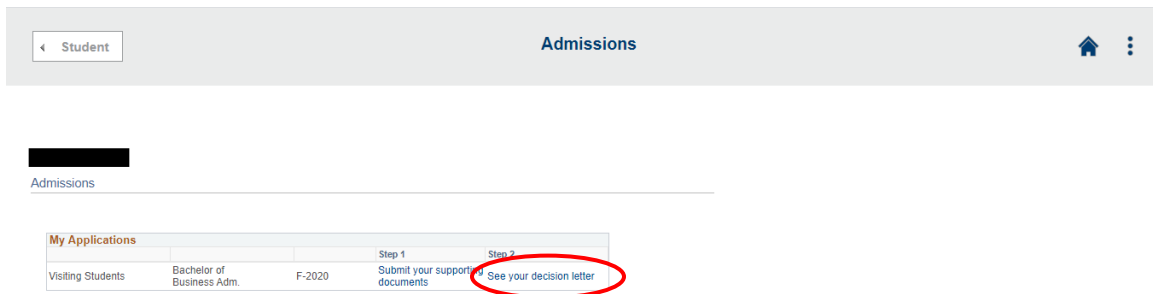 Student
Admissions
Admissions
My Applications
Step 1 Step 2
Visiting Students Bachelor of Business Adm. F-2020 Submit your supporting documents See your decision letter